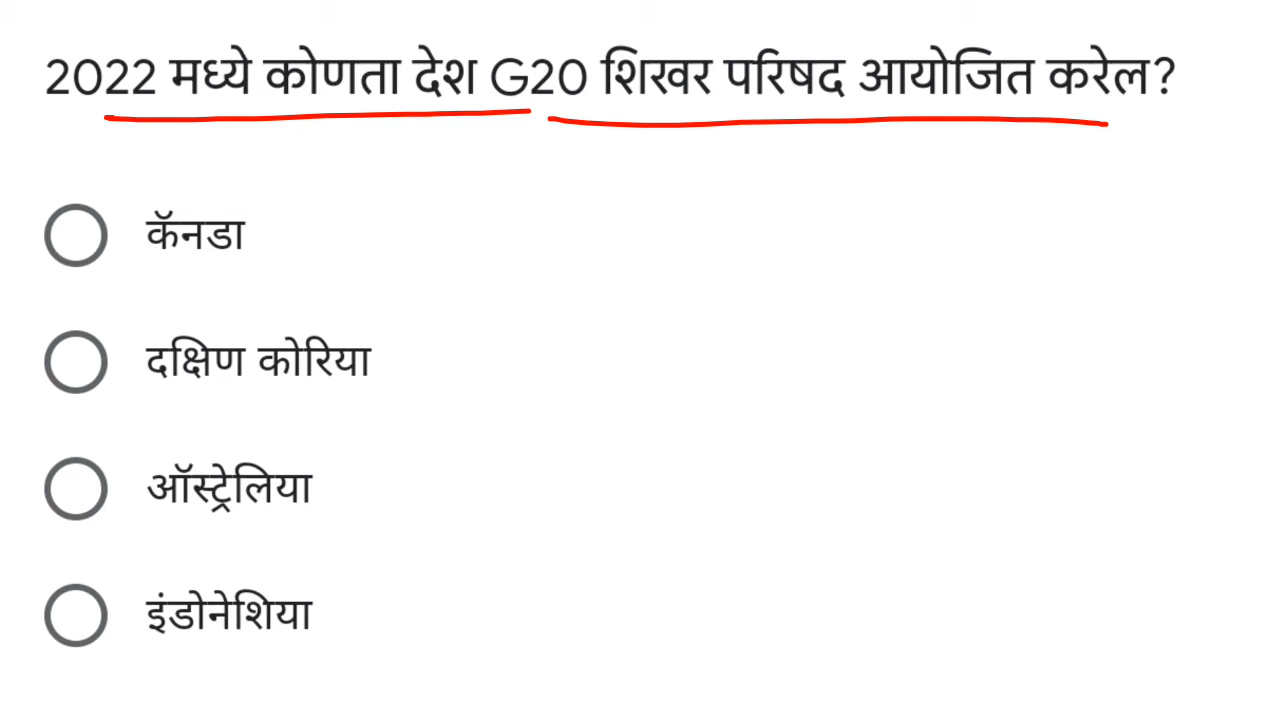 2022 मध्ये कोणता देश G20 शिखर परिषद आयोजित करेल?
कॅनडा
दक्षिण कोरिया
ऑस्ट्रेलिया
इंडोनेशिया